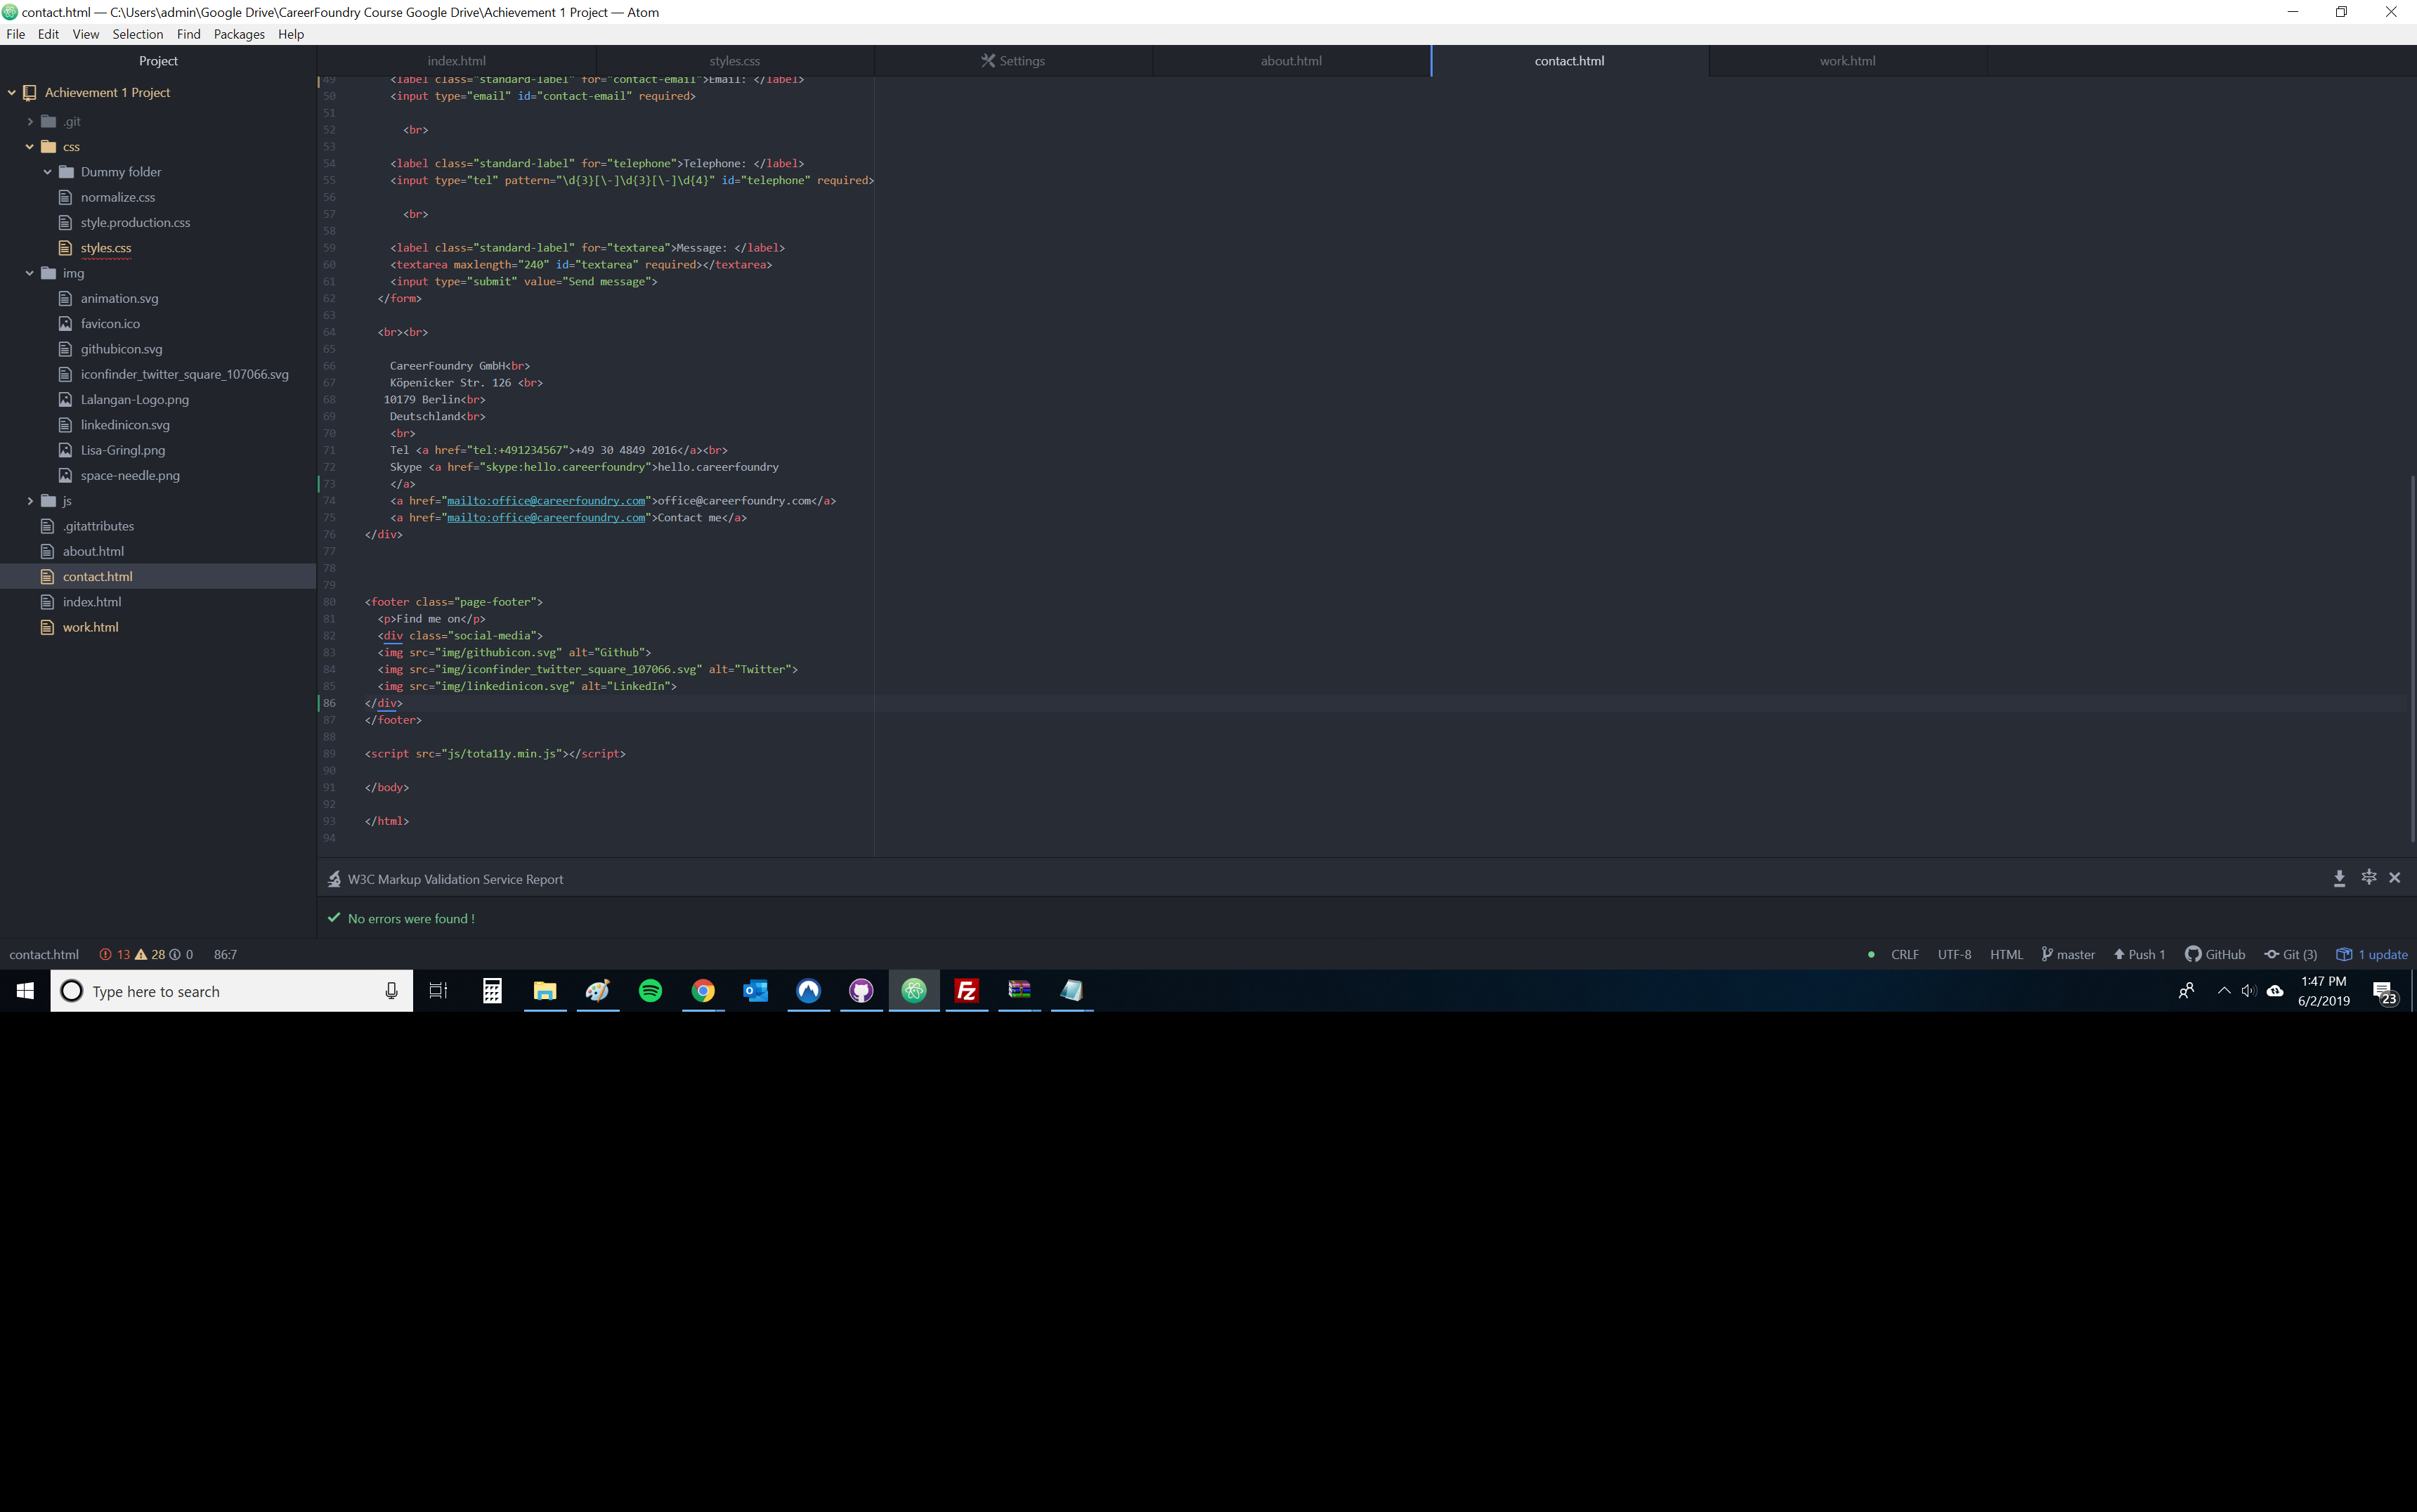 contact.html — C:\Users\admin\Google Drive\CareerFoundry Course Google Drive\Achievement 1 Project — Atom
File Edit View Selection Find Packages Help
Project
index.html
styles.css
Settings
about.html
contact.html
work.html
Achievement 1 Project
.git
css
Dummy folder
normalize.css
style.production.css
styles.css
img
animation.svg
favicon.ico
githubicon.svg
iconfinder_twitter_square_107066.svg
Lalangan-Logo.png
linkedinicon.svg
Lisa-Gringl.png
space-needle.png
js
.gitattributes
about.html
contact.html
index.html
work.html
49 <label class="standard-label" for="contact-email">Email: </label>
50 <input type="email" id="contact-email" required>
51
52 <br>
53
54 <label class="standard-label" for="telephone">Telephone: </label>
55 <input type="tel" pattern="\d{3}[\-]\d{3}[\-]\d{4}" id="telephone" required>
56
57 <br>
58
59 <label class="standard-label" for="textarea">Message: </label>
60 <textarea maxlength="240" id="textarea" required></textarea>
61 <input type="submit" value="Send message">
62 </form>
63
64 <br><br>
65
66 CareerFoundry GmbH<br>
67 Köpenicker Str. 126 <br>
68 10179 Berlin<br>
69 Deutschland<br>
70 <br>
71 Tel <a href="tel:+491234567">+49 30 4849 2016</a><br>
72 Skype <a href="skype:hello.careerfoundry">hello.careerfoundry
73 </a>
74 <a href="mailto:office@careerfoundry.com">office@careerfoundry.com</a>
75 <a href="mailto:office@careerfoundry.com">Contact me</a>
76 </div>
77
78
79
80 <footer class="page-footer">
81 <p>Find me on</p>
82 <div class="social-media">
83 <img src="img/githubicon.svg" alt="Github">
84 <img src="img/iconfinder_twitter_square_107066.svg" alt="Twitter">
85 <img src="img/linkedinicon.svg" alt="LinkedIn">
86 </div>
87 </footer>
88
89 <script src="js/tota11y.min.js"></script>
90
91 </body>
92
93 </html>
94
W3C Markup Validation Service Report
No errors were found !
contact.html 13 28 0 86:7
CRLF UTF-8 HTML master Push 1 GitHub Git (3) 1 update
Type here to search
1:47 PM
6/2/2019
23